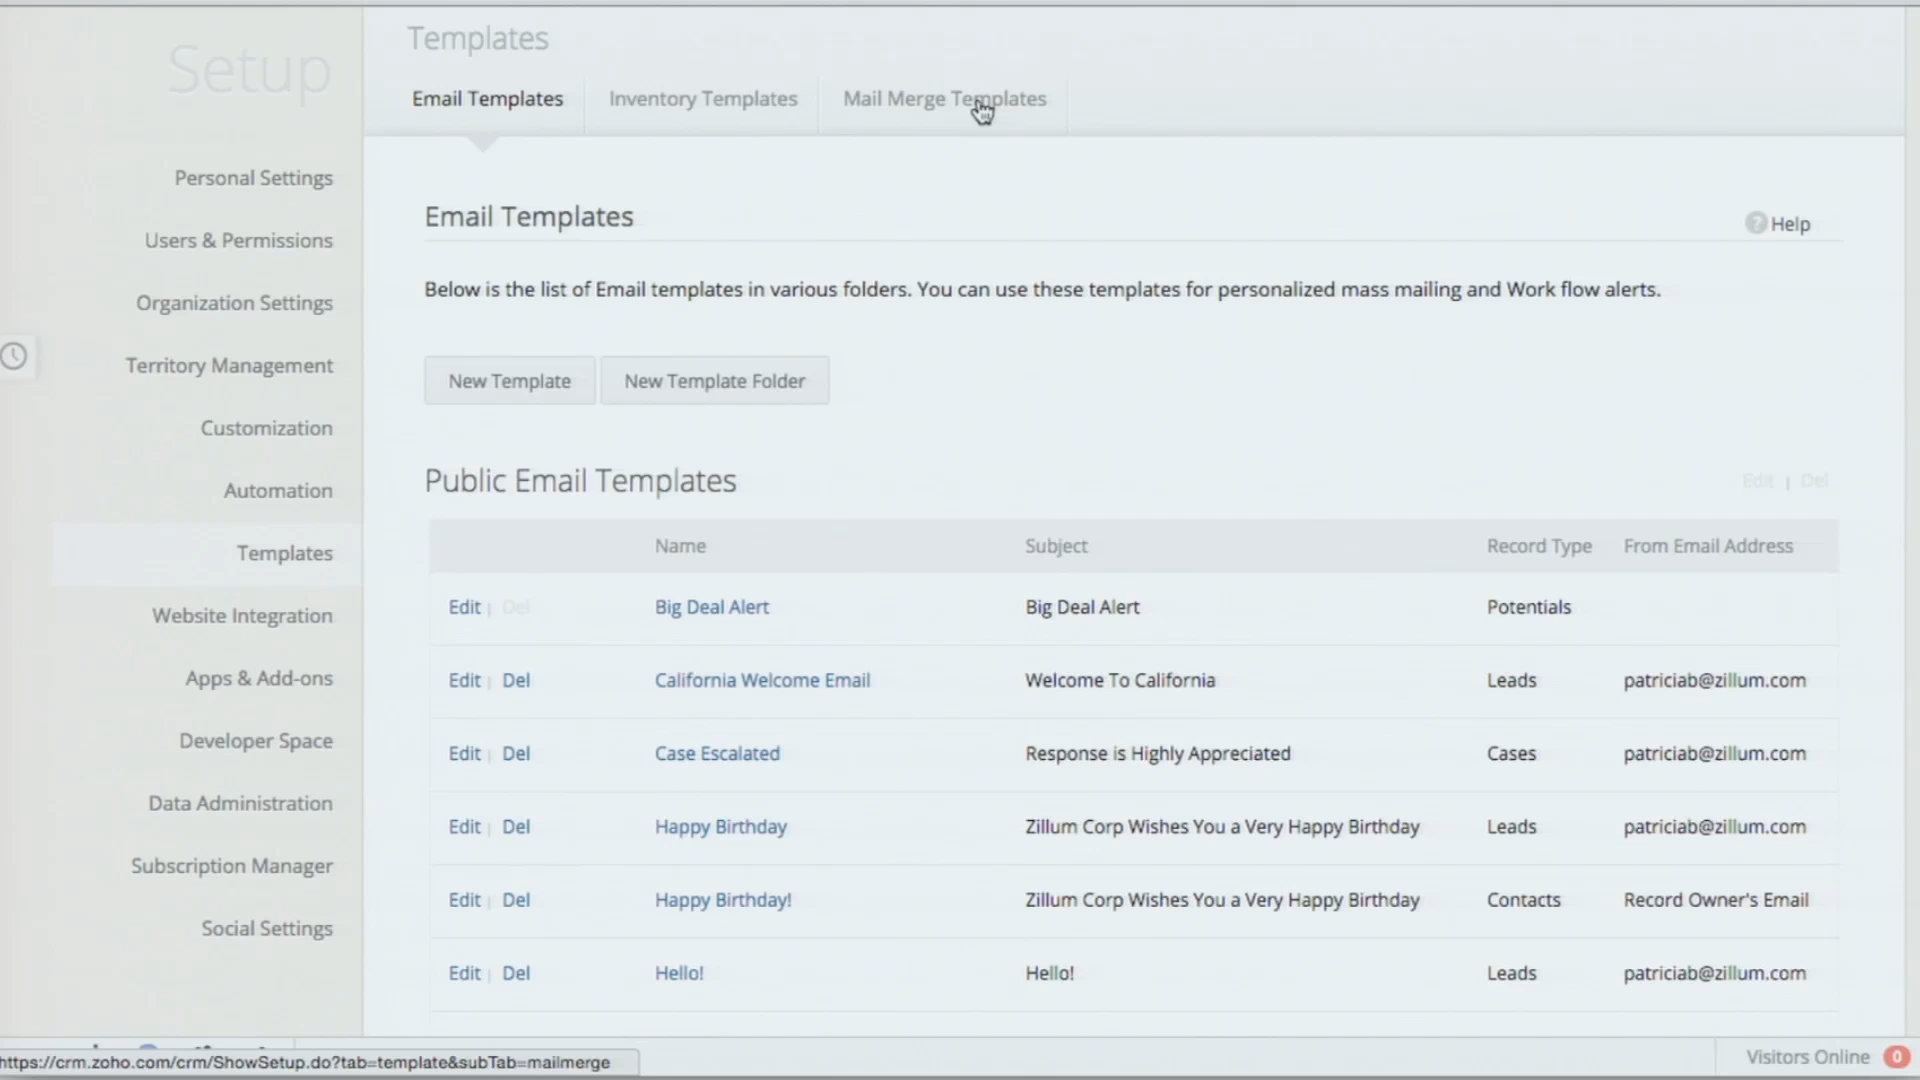 Setup
Templates
Email Templates
Inventory Templates
Mail Merge Templates
Personal Settings
Users & Permissions
Organization Settings
Territory Management
Customization
Automation
Templates
Website Integration
Apps & Add-ons
Developer Space
Data Administration
Subscription Manager
Social Settings
Email Templates
? Help
Below is the list of Email templates in various folders. You can use these templates for personalized mass mailing and Work flow alerts.
New Template
New Template Folder
Public Email Templates
Edit | Del
Name Subject Record Type From Email Address
Edit | Del Big Deal Alert Big Deal Alert Potentials
Edit | Del California Welcome Email Welcome To California Leads patriciab@zillum.com
Edit | Del Case Escalated Response is Highly Appreciated Cases patriciab@zillum.com
Edit | Del Happy Birthday Zillum Corp Wishes You a Very Happy Birthday Leads patriciab@zillum.com
Edit | Del Happy Birthday! Zillum Corp Wishes You a Very Happy Birthday Contacts Record Owner's Email
Edit | Del Hello! Hello! Leads patriciab@zillum.com
https://crm.zoho.com/crm/ShowSetup.do?tab=template&subTab=mailmerge
Visitors Online 0